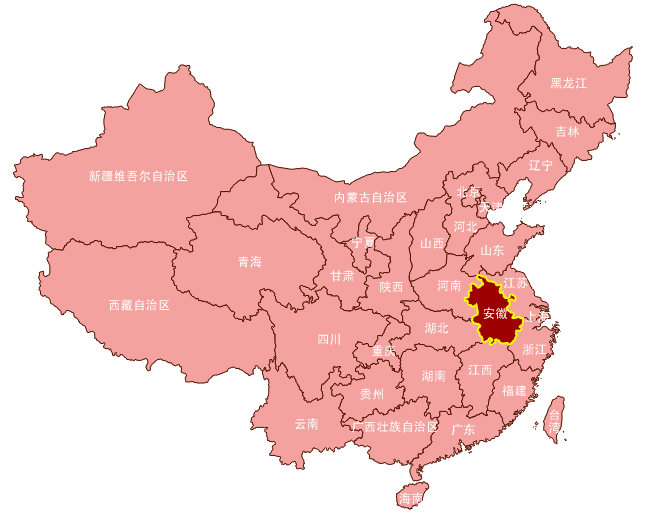 黑龙江
吉林
辽宁
新疆维吾尔自治区
内蒙古自治区
北京
天津
河北
宁夏
山西
山东
青海
甘肃
陕西
河南
江苏
西藏自治区
安徽
上海
湖北
四川
重庆
浙江
江西
湖南
贵州
福建
云南
广西壮族自治区
广东
台
湾
海南